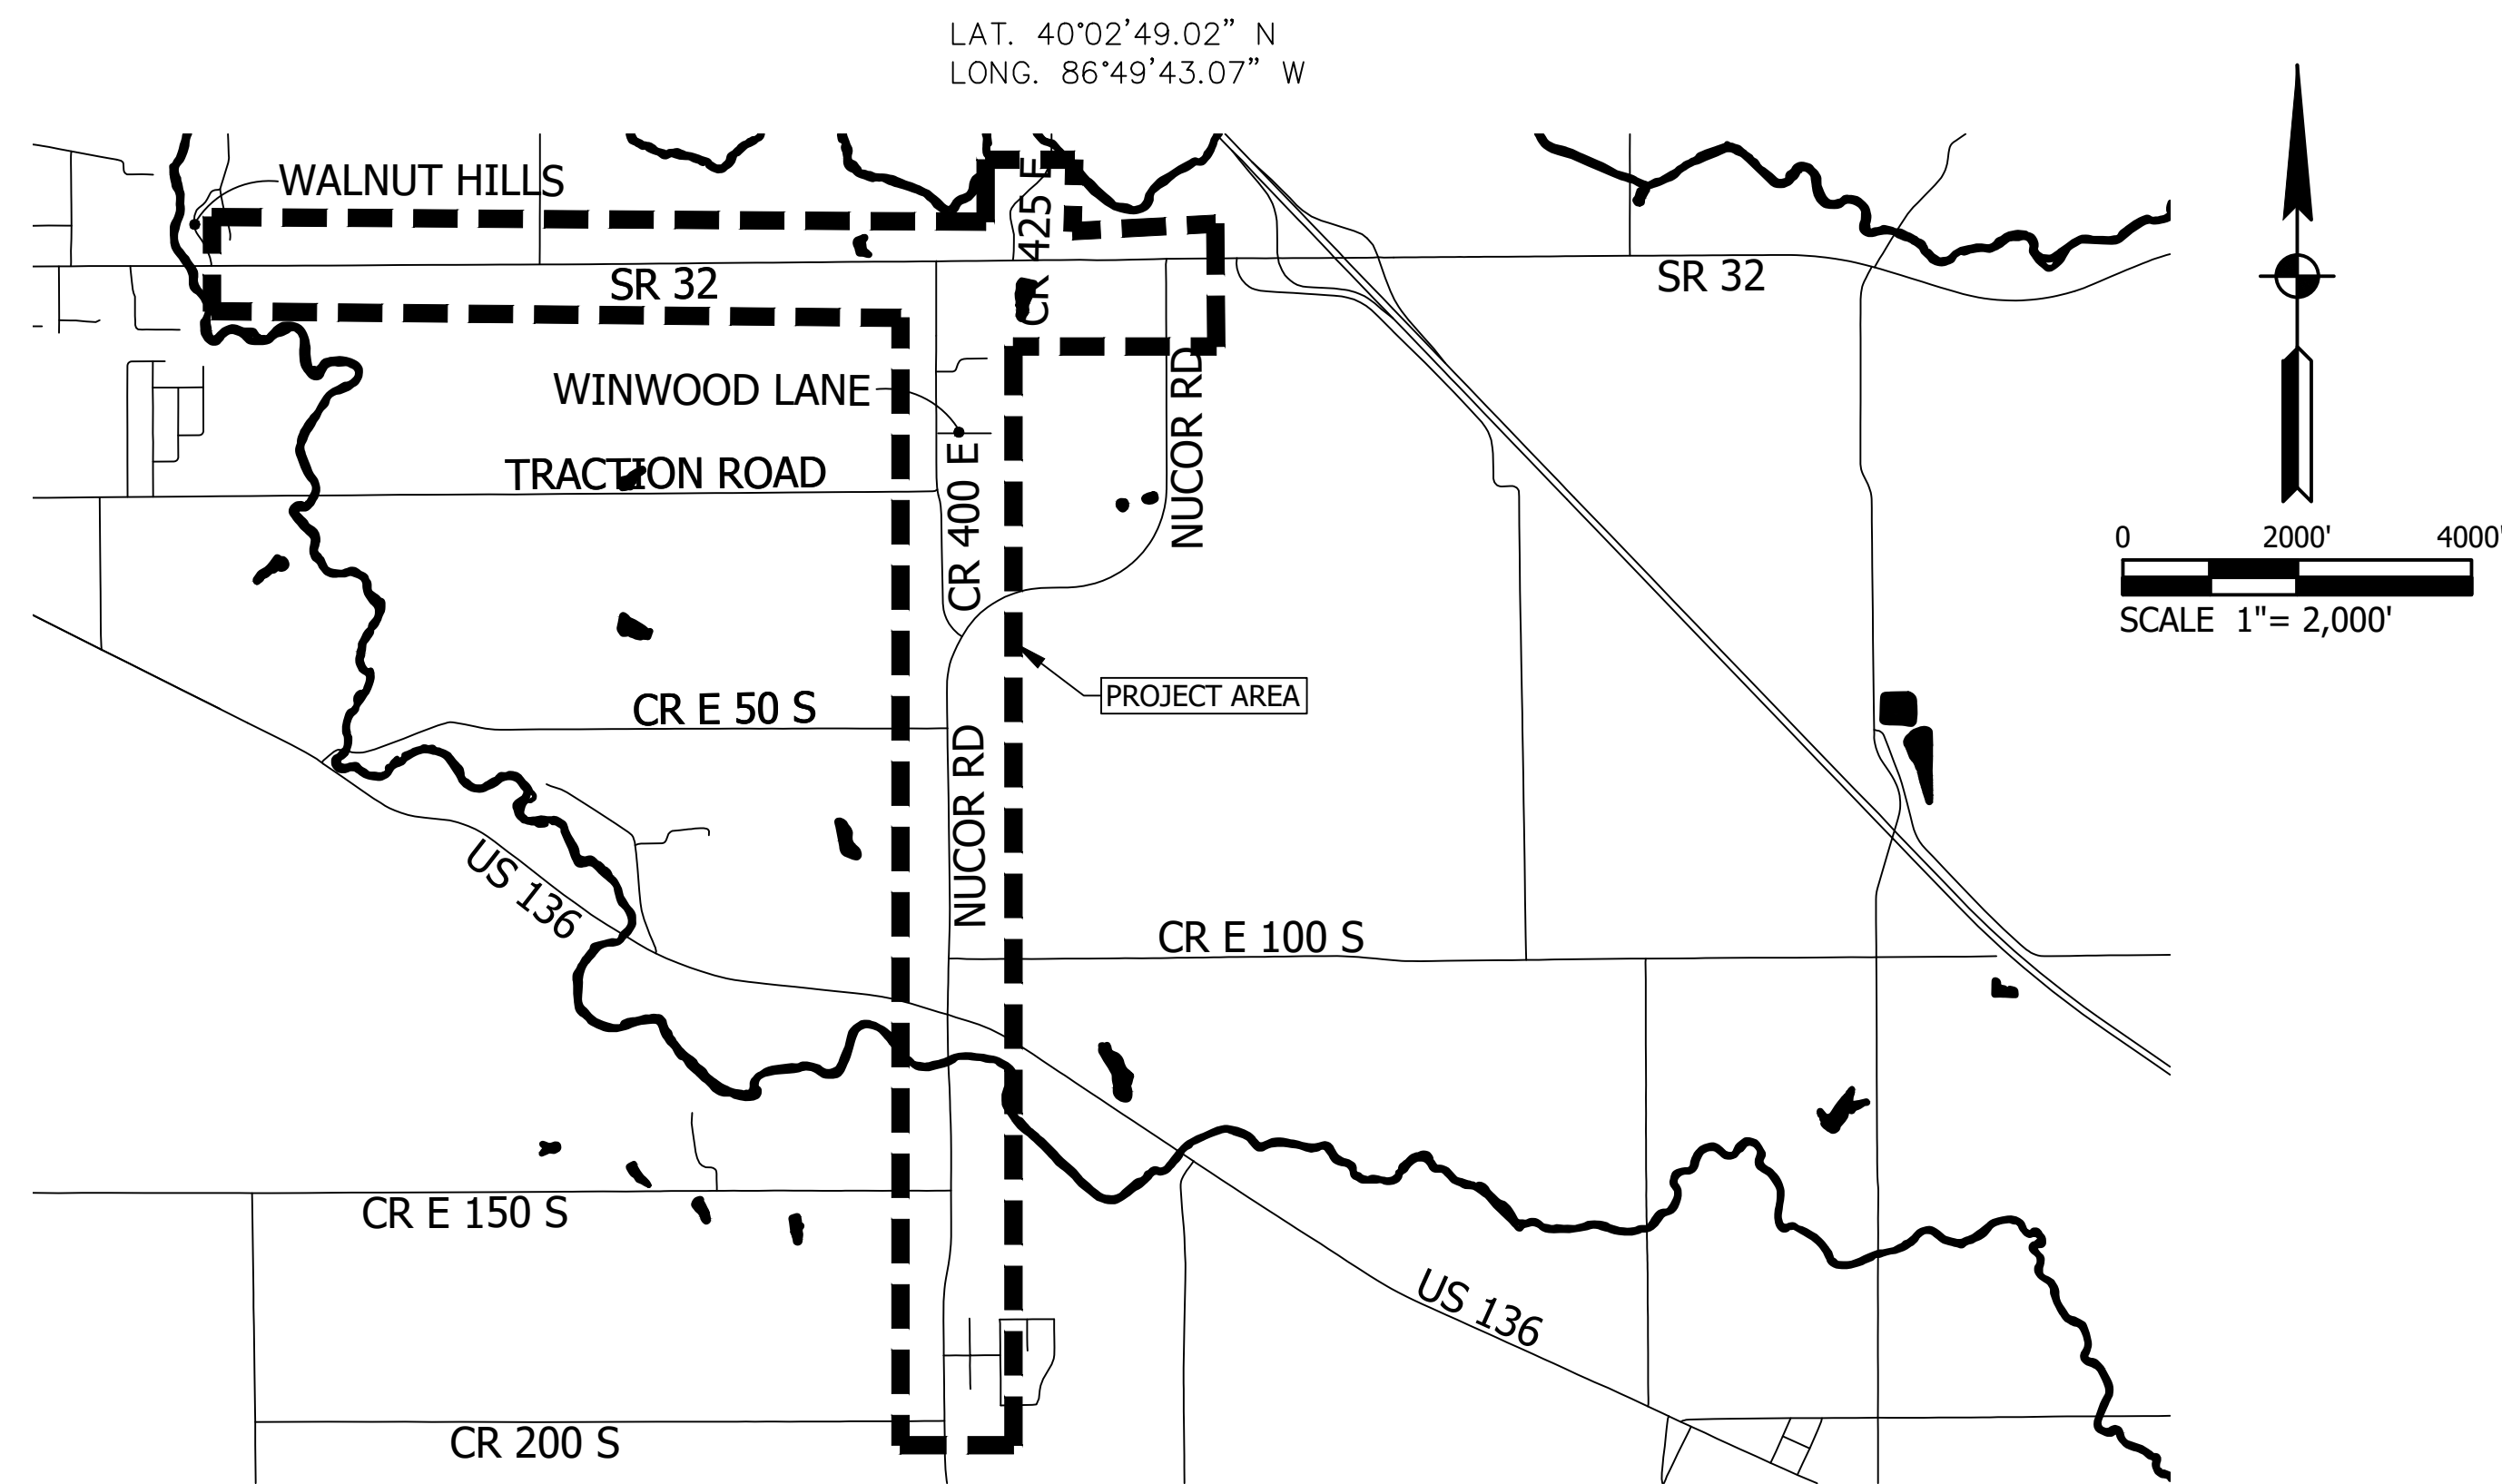 LAT. 40°02'49.02" N
LONG. 86°49'43.07" W
WALNUT HILLS
CR 425 E
SR 32
SR 32
WINWOOD LANE
NUCOR RD
TRACTION ROAD
CR 400 E
0 2000' 4000'
SCALE 1"= 2,000'
CR E 50 S
PROJECT AREA
NUCOR RD
US 136
CR E 100 S
CR E 150 S
US 136
CR 200 S